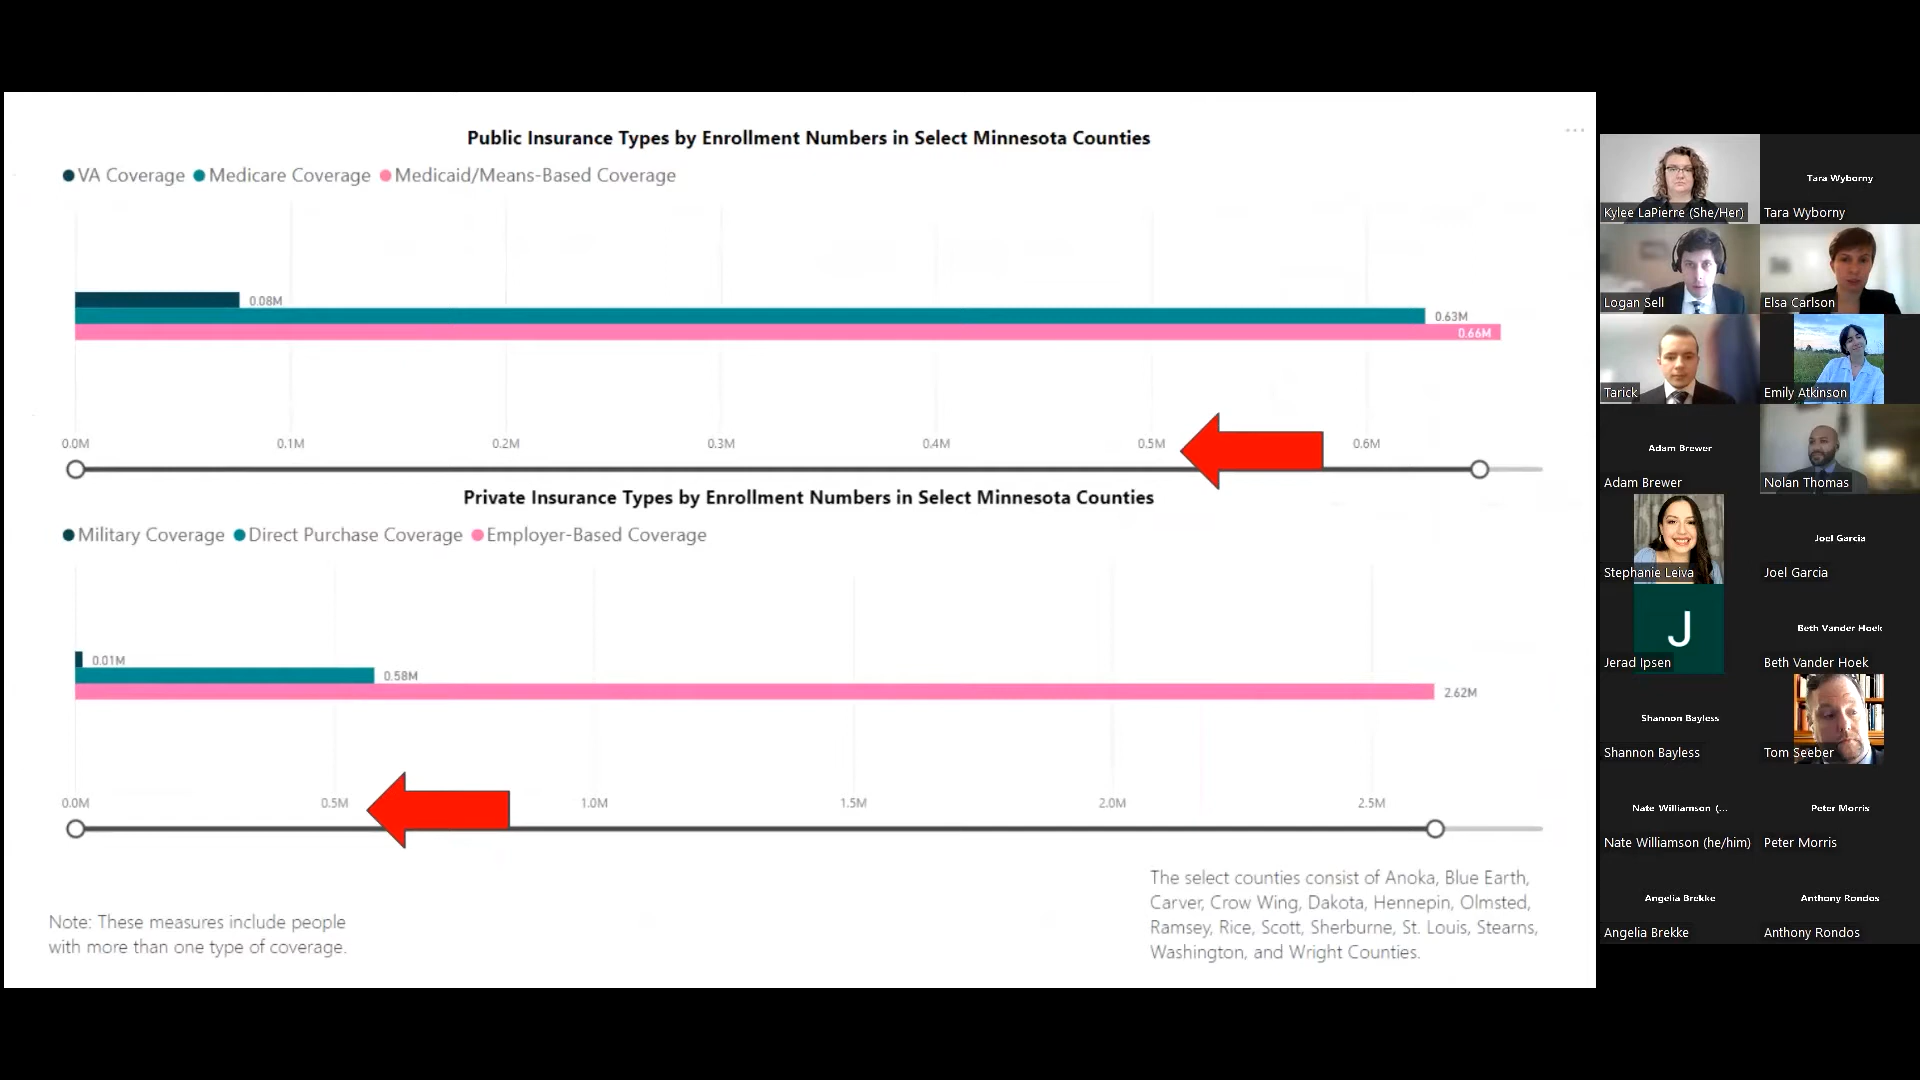 Public Insurance Types by Enrollment Numbers in Select Minnesota Counties
VA Coverage Medicare Coverage Medicaid/Means-Based Coverage
0.08M
0.63M
0.66M
0.0M 0.1M 0.2M 0.3M 0.4M 0.5M 0.6M
Private Insurance Types by Enrollment Numbers in Select Minnesota Counties
Military Coverage Direct Purchase Coverage Employer-Based Coverage
0.01M
0.58M
2.62M
0.0M 0.5M 1.0M 1.5M 2.0M 2.5M
Note: These measures include people
with more than one type of coverage.
The select counties consist of Anoka, Blue Earth,
Carver, Crow Wing, Dakota, Hennepin, Olmsted,
Ramsey, Rice, Scott, Sherburne, St. Louis, Stearns,
Washington, and Wright Counties.
Kylee LaPierre (She/Her)
Tara Wyborny
Tara Wyborny
Logan Sell
Elsa Carlson
Tarick
Emily Atkinson
Adam Brewer
Adam Brewer
Nolan Thomas
Stephanie Leiva
Joel Garcia
Joel Garcia
J
Jerad Ipsen
Beth Vander Hoek
Beth Vander Hoek
Shannon Bayless
Shannon Bayless
Tom Seeber
Nate Williamson (...
Nate Williamson (he/him)
Peter Morris
Peter Morris
Angelia Brekke
Angelia Brekke
Anthony Rondos
Anthony Rondos